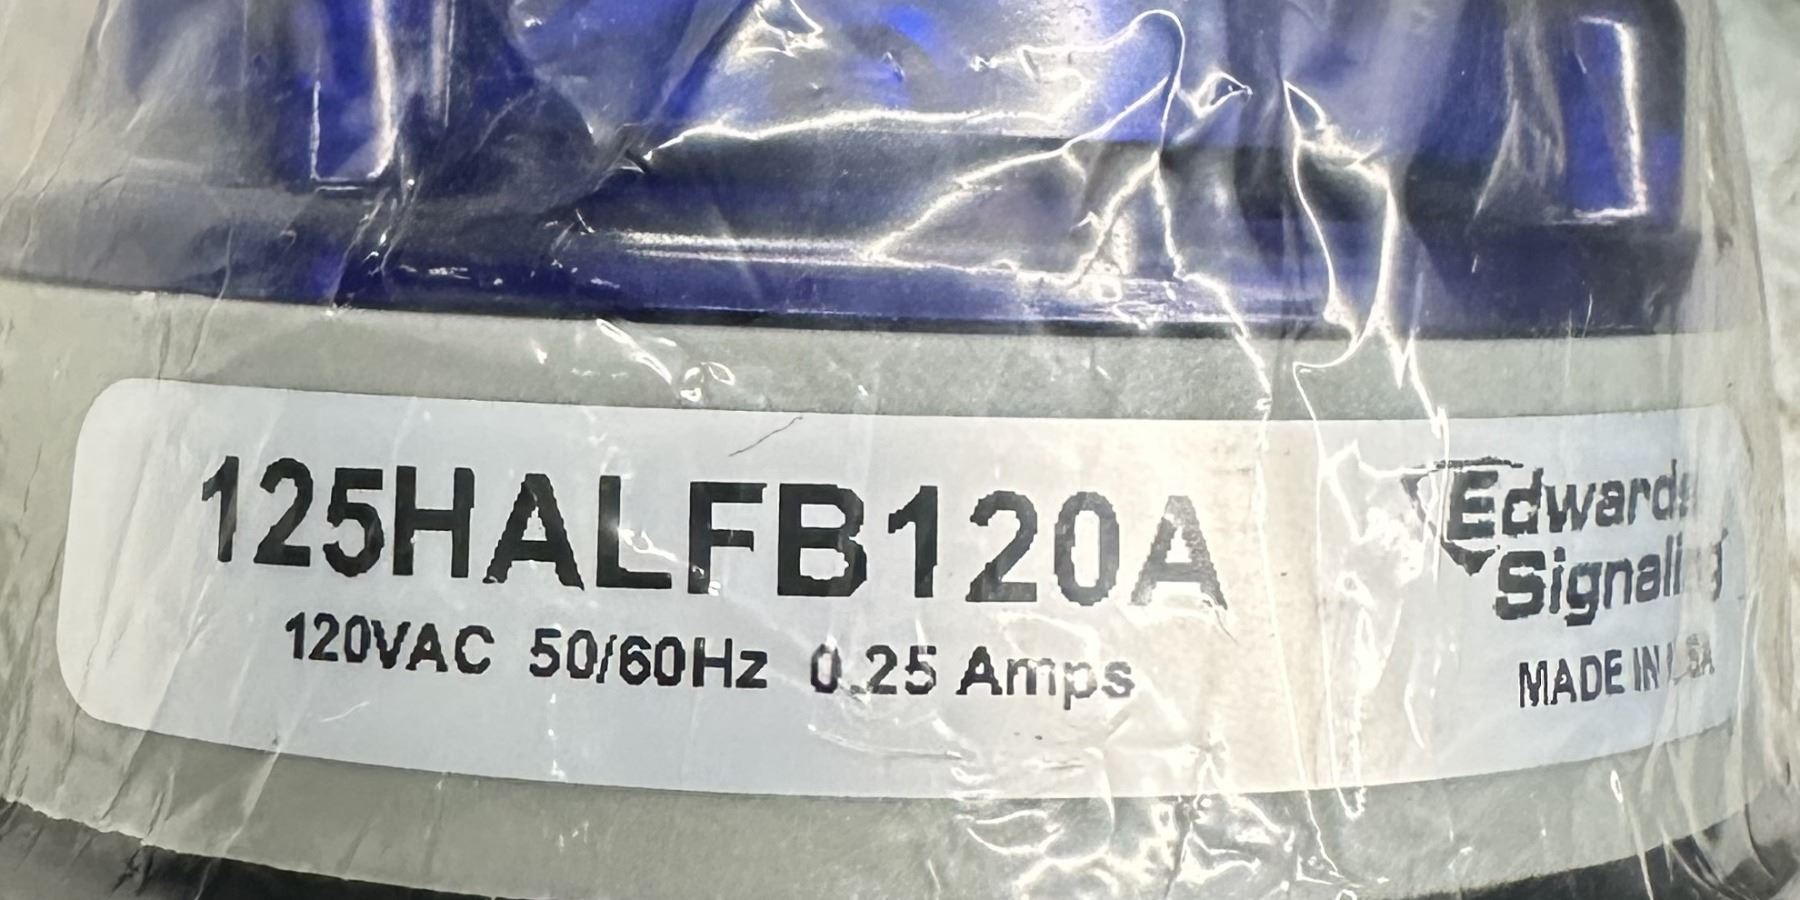 125HALFB120A
120VAC 50/60Hz 0.25 Amps
Edwards
Signaling
MADE IN USA